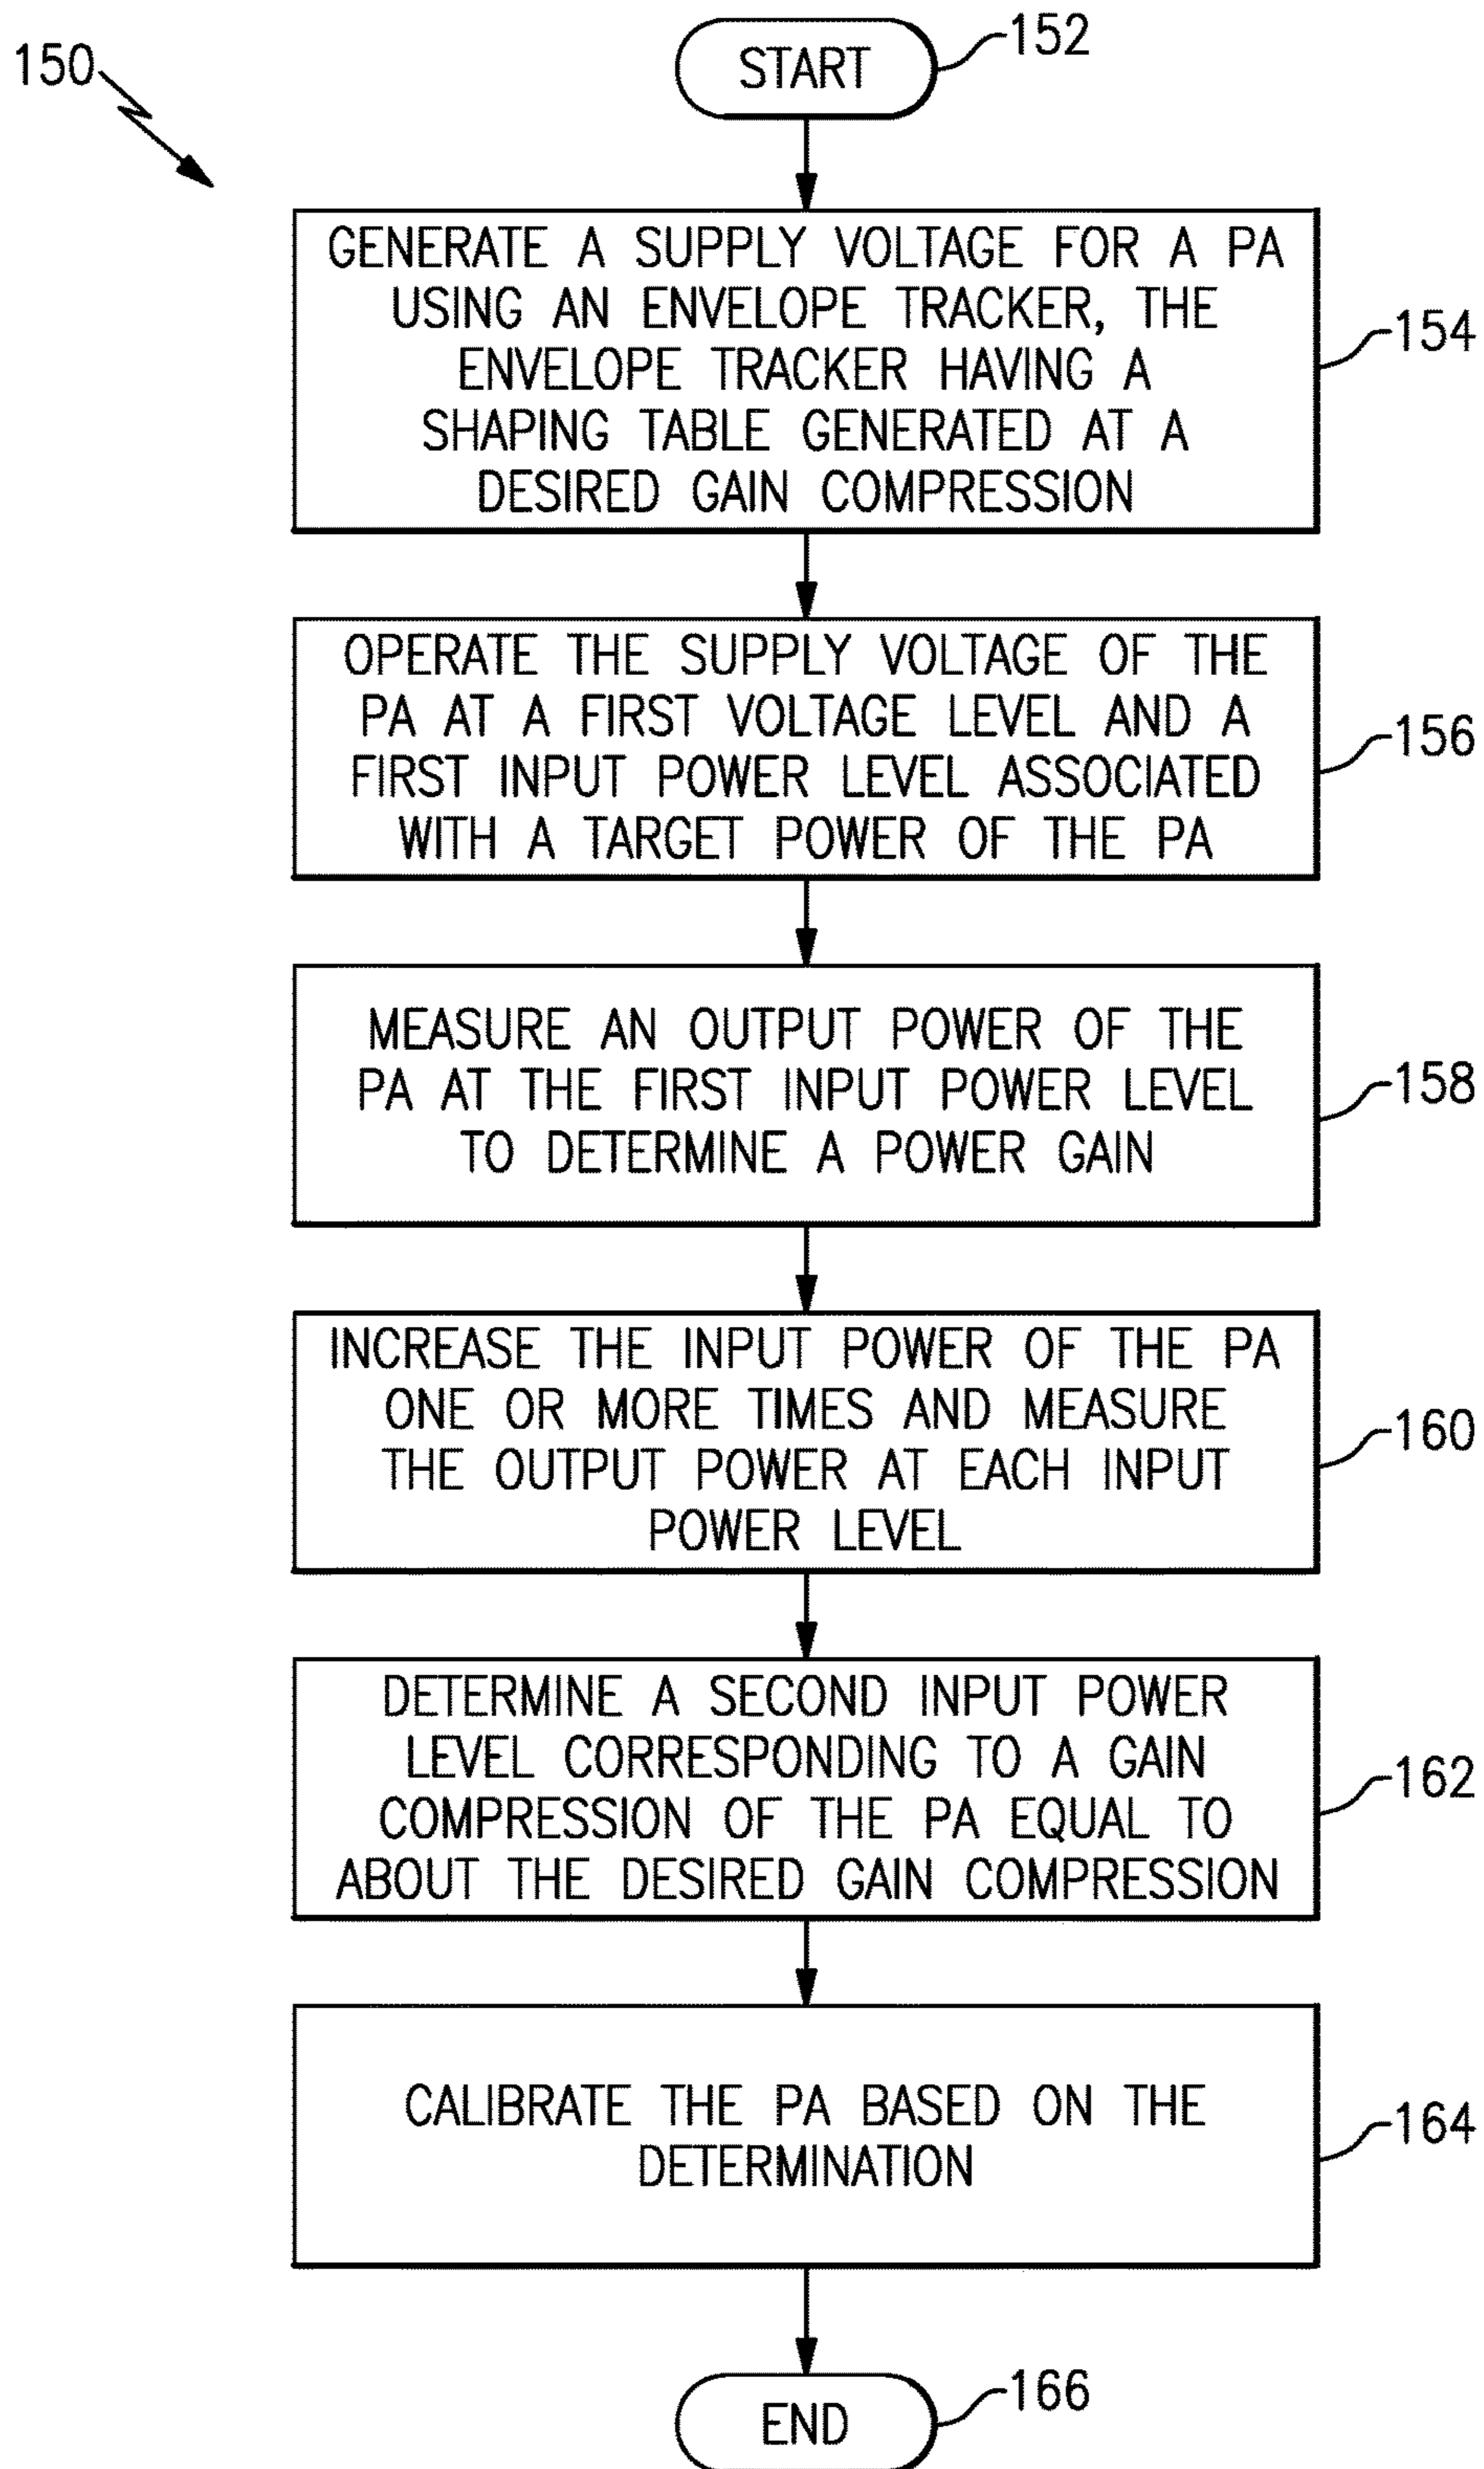 150
START
152
GENERATE A SUPPLY VOLTAGE FOR A PA
USING AN ENVELOPE TRACKER, THE
ENVELOPE TRACKER HAVING A
SHAPING TABLE GENERATED AT A
DESIRED GAIN COMPRESSION
154
OPERATE THE SUPPLY VOLTAGE OF THE
PA AT A FIRST VOLTAGE LEVEL AND A
FIRST INPUT POWER LEVEL ASSOCIATED
WITH A TARGET POWER OF THE PA
156
MEASURE AN OUTPUT POWER OF THE
PA AT THE FIRST INPUT POWER LEVEL
TO DETERMINE A POWER GAIN
158
INCREASE THE INPUT POWER OF THE PA
ONE OR MORE TIMES AND MEASURE
THE OUTPUT POWER AT EACH INPUT
POWER LEVEL
160
DETERMINE A SECOND INPUT POWER
LEVEL CORRESPONDING TO A GAIN
COMPRESSION OF THE PA EQUAL TO
ABOUT THE DESIRED GAIN COMPRESSION
162
CALIBRATE THE PA BASED ON THE
DETERMINATION
164
END
166